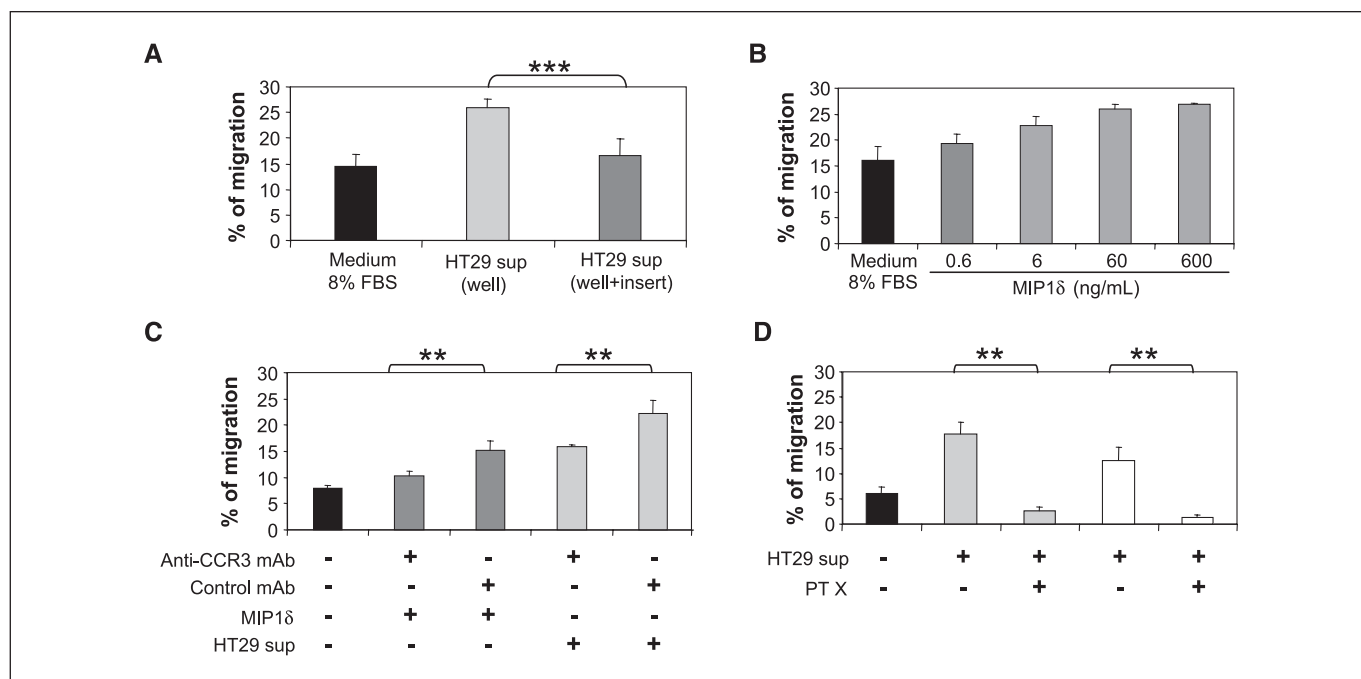 A
***
30
25
20
15
10
5
0
% of migration
Medium
8% FBS
HT29 sup
(well)
HT29 sup
(well+insert)
B
30
25
20
15
10
5
0
% of migration
Medium
8% FBS
0.6 6 60 600
MIP1δ (ng/mL)
C
** **
30
25
20
15
10
5
0
% of migration
Anti-CCR3 mAb - + - + -
Control mAb - - + - +
MIP1δ - + + - -
HT29 sup - - - + +
D
** **
30
25
20
15
10
5
0
% of migration
HT29 sup - + + + +
PT X - - + - +